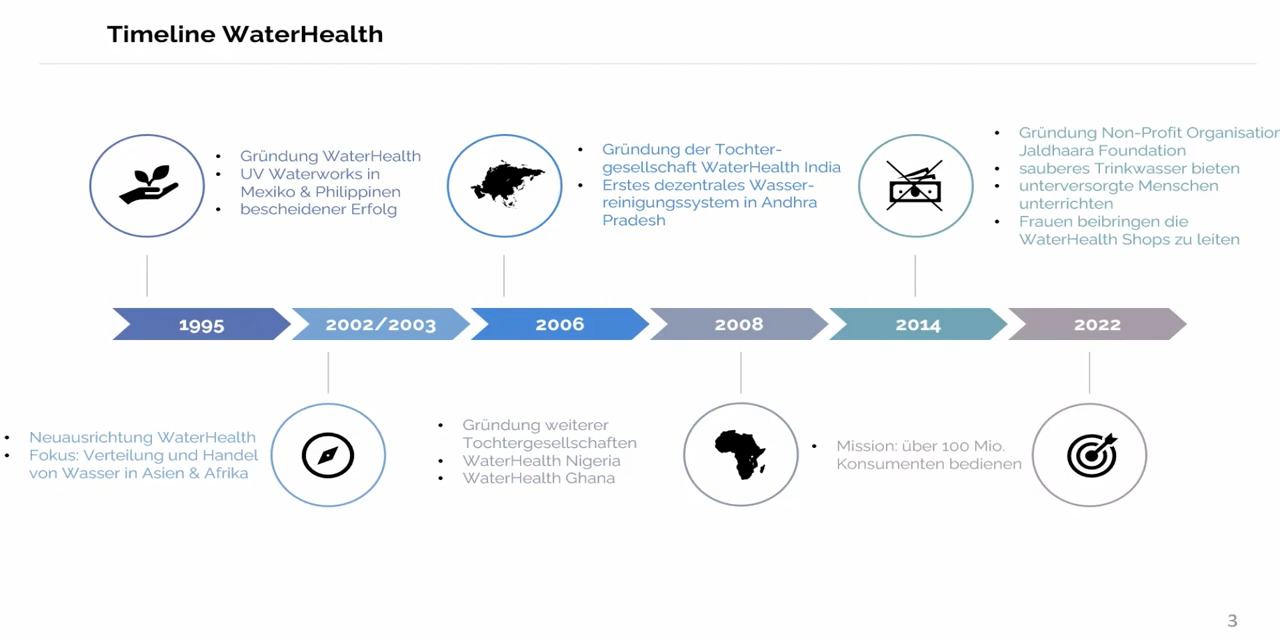 Timeline WaterHealth
• Gründung WaterHealth
• UV Waterworks in
Mexiko & Philippinen
• bescheidener Erfolg
• Gründung der Tochter-
gesellschaft WaterHealth India
• Erstes dezentrales Wasser-
reinigungssystem in Andhra
Pradesh
• Gründung Non-Profit Organisation
Jaldhaara Foundation
• sauberes Trinkwasser bieten
• unterversorgte Menschen
unterrichten
• Frauen beibringen die
WaterHealth Shops zu leiten
1995
2002/2003
2006
2008
2014
2022
• Neuausrichtung WaterHealth
• Fokus: Verteilung und Handel
von Wasser in Asien & Afrika
• Gründung weiterer
Tochtergesellschaften
• WaterHealth Nigeria
• WaterHealth Ghana
• Mission: über 100 Mio.
Konsumenten bedienen
3